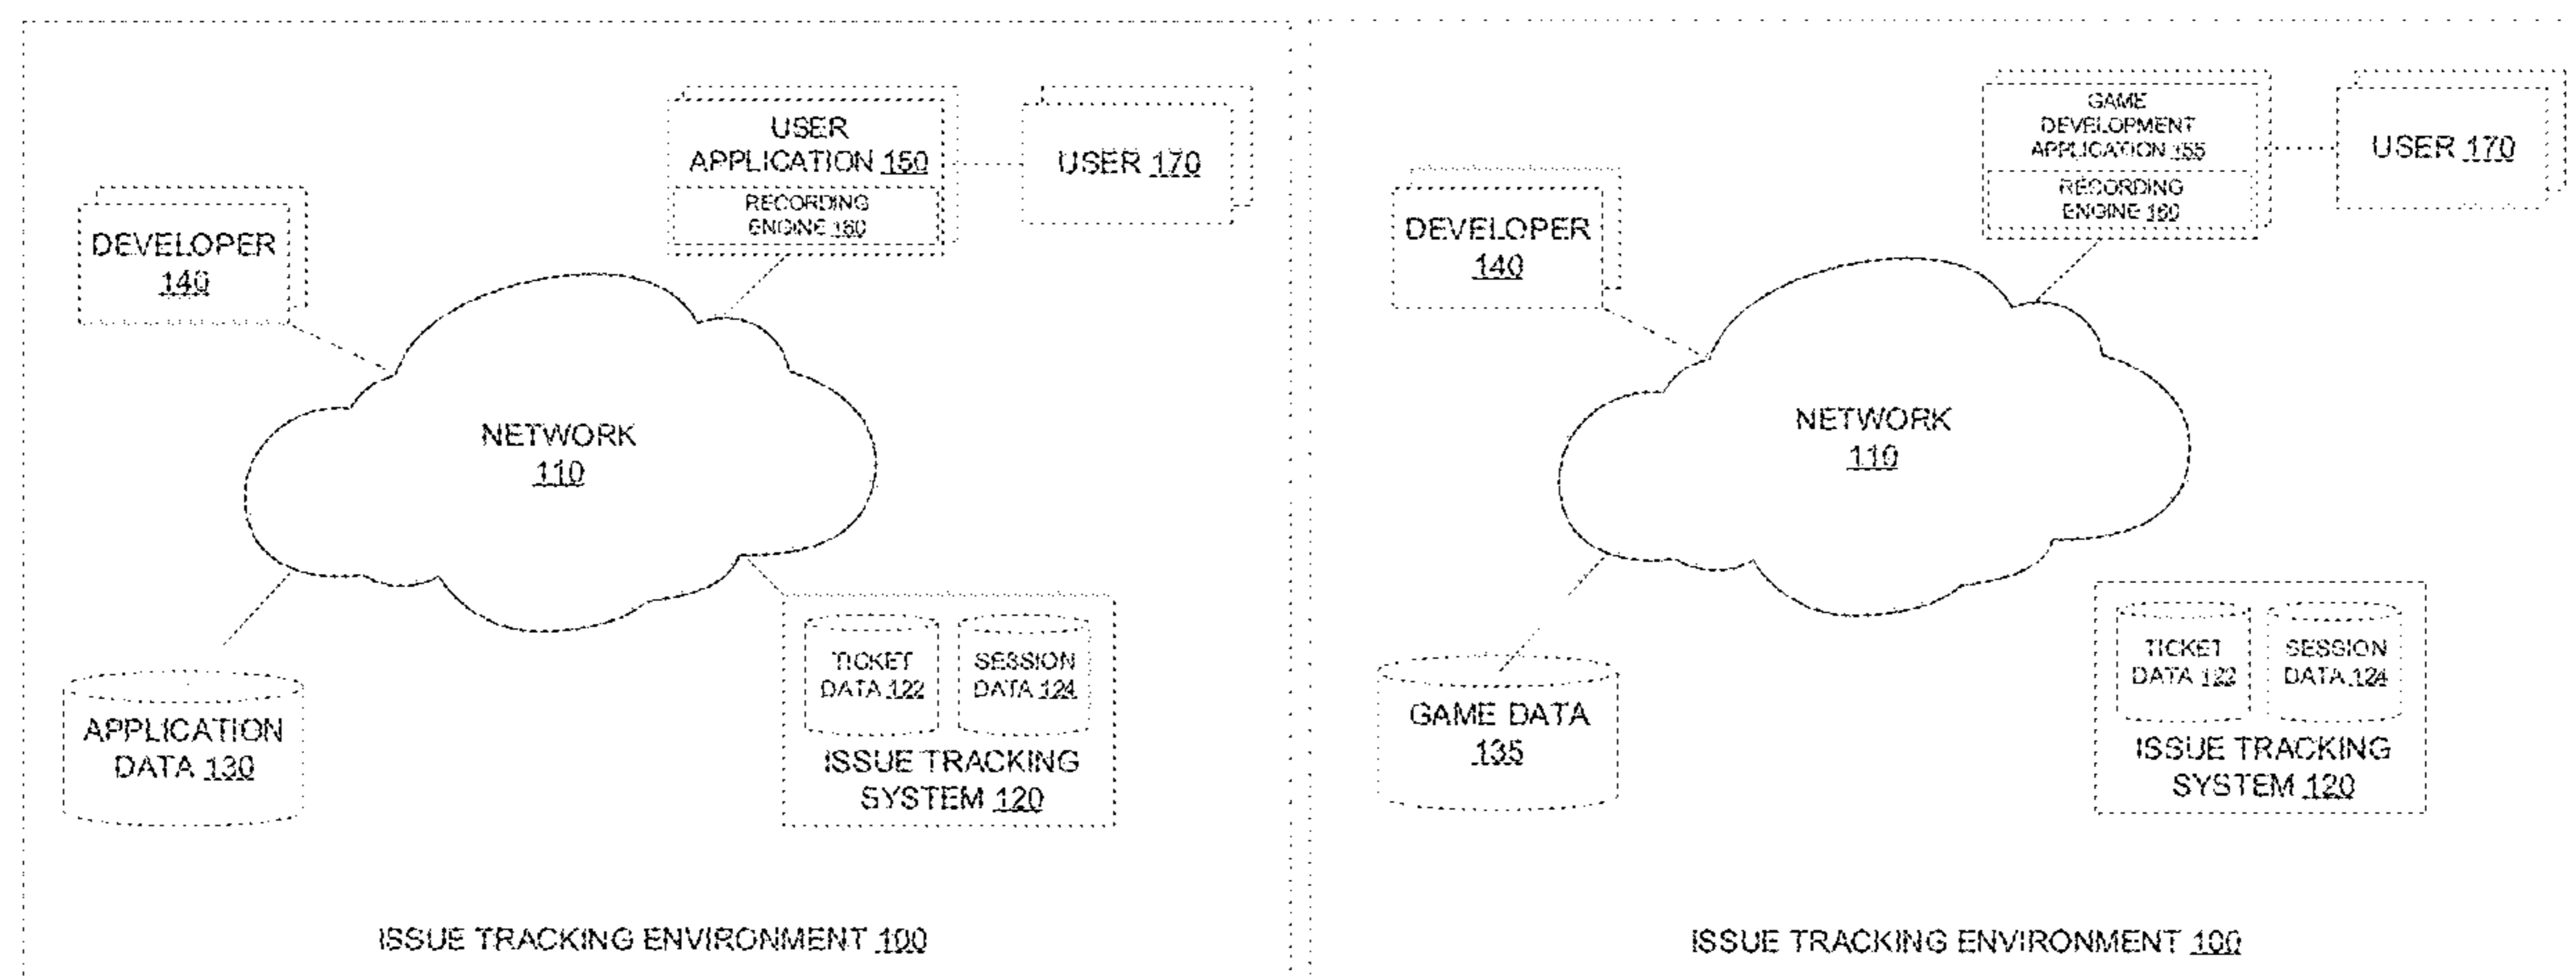 USER
APPLICATION 150
RECORDING
ENGINE 160
USER 170
DEVELOPER
140
NETWORK
110
APPLICATION
DATA 130
TICKET
DATA 122
SESSION
DATA 124
ISSUE TRACKING
SYSTEM 120
ISSUE TRACKING ENVIRONMENT 100
GAME
DEVELOPMENT
APPLICATION 155
RECORDING
ENGINE 160
USER 170
DEVELOPER
140
NETWORK
110
GAME DATA
135
TICKET
DATA 122
SESSION
DATA 124
ISSUE TRACKING
SYSTEM 120
ISSUE TRACKING ENVIRONMENT 100